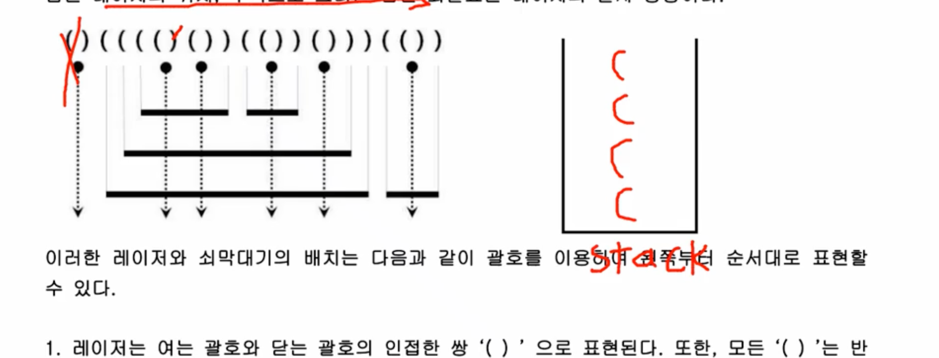 ( ) ( ( ( ( ) ( ) ) ( ( ) ) ( ) ) ) ( ( ) )
(
(
(
(
stack
이러한 레이저와 쇠막대기의 배치는 다음과 같이 괄호를 이용하여 왼쪽부터 순서대로 표현할
수 있다.
1. 레이저는 여는 괄호와 닫는 괄호의 인접한 쌍 ‘( ) ’ 으로 표현된다. 또한, 모든 ‘( ) ’는 반